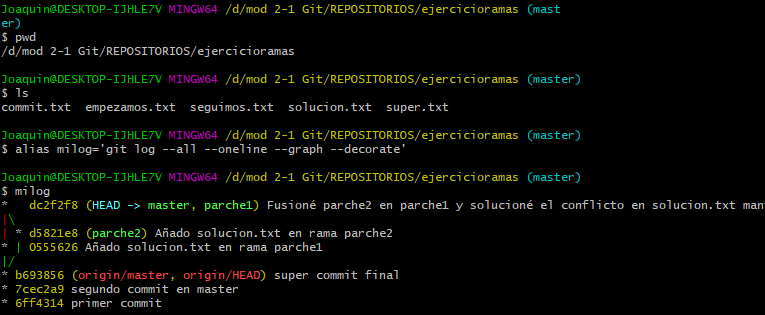 Joaquin@DESKTOP-IJHLE7V MINGW64 /d/mod 2-1 Git/REPOSITORIOS/ejercicioramas (mast
er)
$ pwd
/d/mod 2-1 Git/REPOSITORIOS/ejercicioramas
Joaquin@DESKTOP-IJHLE7V MINGW64 /d/mod 2-1 Git/REPOSITORIOS/ejercicioramas (master)
$ ls
commit.txt  empezamos.txt  seguimos.txt  solucion.txt  super.txt
Joaquin@DESKTOP-IJHLE7V MINGW64 /d/mod 2-1 Git/REPOSITORIOS/ejercicioramas (master)
$ alias milog='git log --all --oneline --graph --decorate'
Joaquin@DESKTOP-IJHLE7V MINGW64 /d/mod 2-1 Git/REPOSITORIOS/ejercicioramas (master)
$ milog
*   dc2f2f8 (HEAD -> master, parche1) Fusioné parche2 en parche1 y solucioné el conflicto en solucion.txt man
|\
| * d5821e8 (parche2) Añado solucion.txt en rama parche2
* | 0555626 Añado solucion.txt en rama parche1
|/
* b693856 (origin/master, origin/HEAD) super commit final
* 7cec2a9 segundo commit en master
* 6ff4314 primer commit